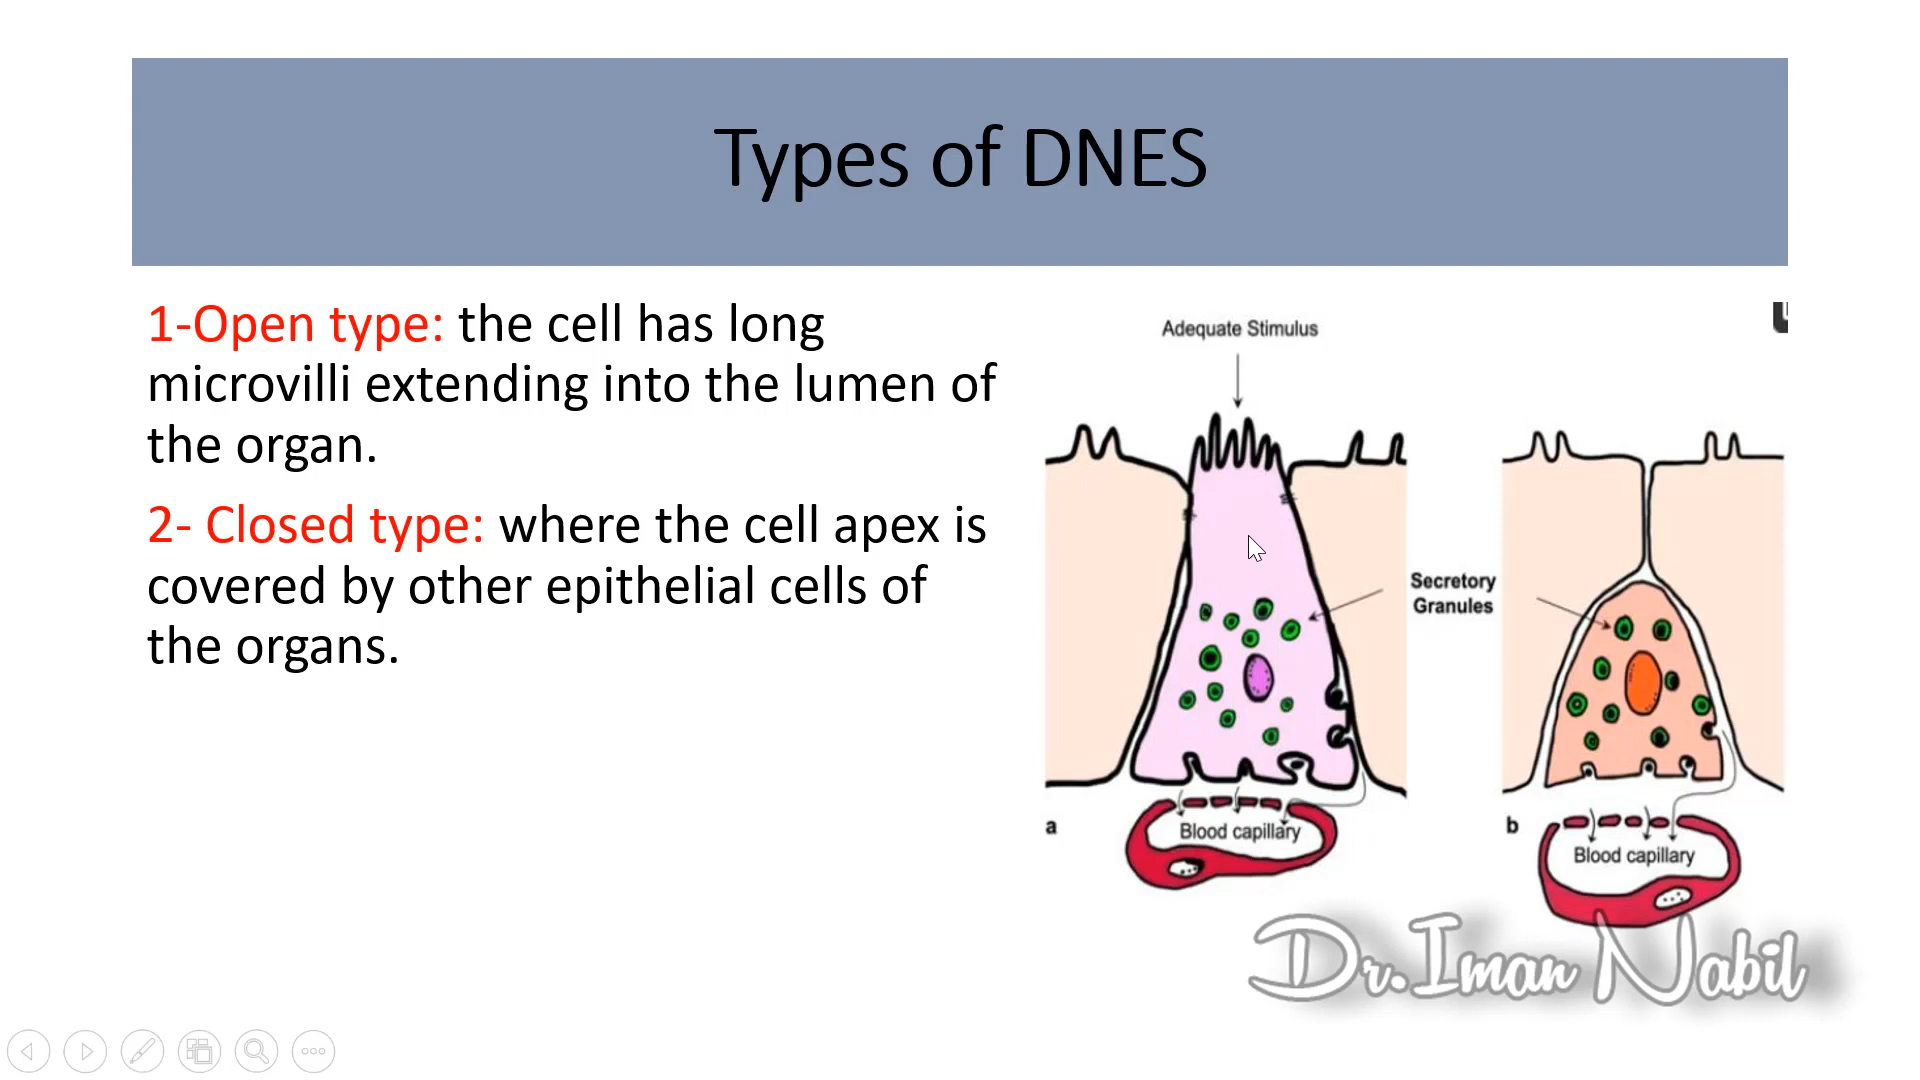 Types of DNES
1-Open type: the cell has long
microvilli extending into the lumen of
the organ.
2- Closed type: where the cell apex is
covered by other epithelial cells of
the organs.
Adequate Stimulus
Secretory
Granules
a
Blood capillary
b
Blood capillary
Dr.Iman Nabil